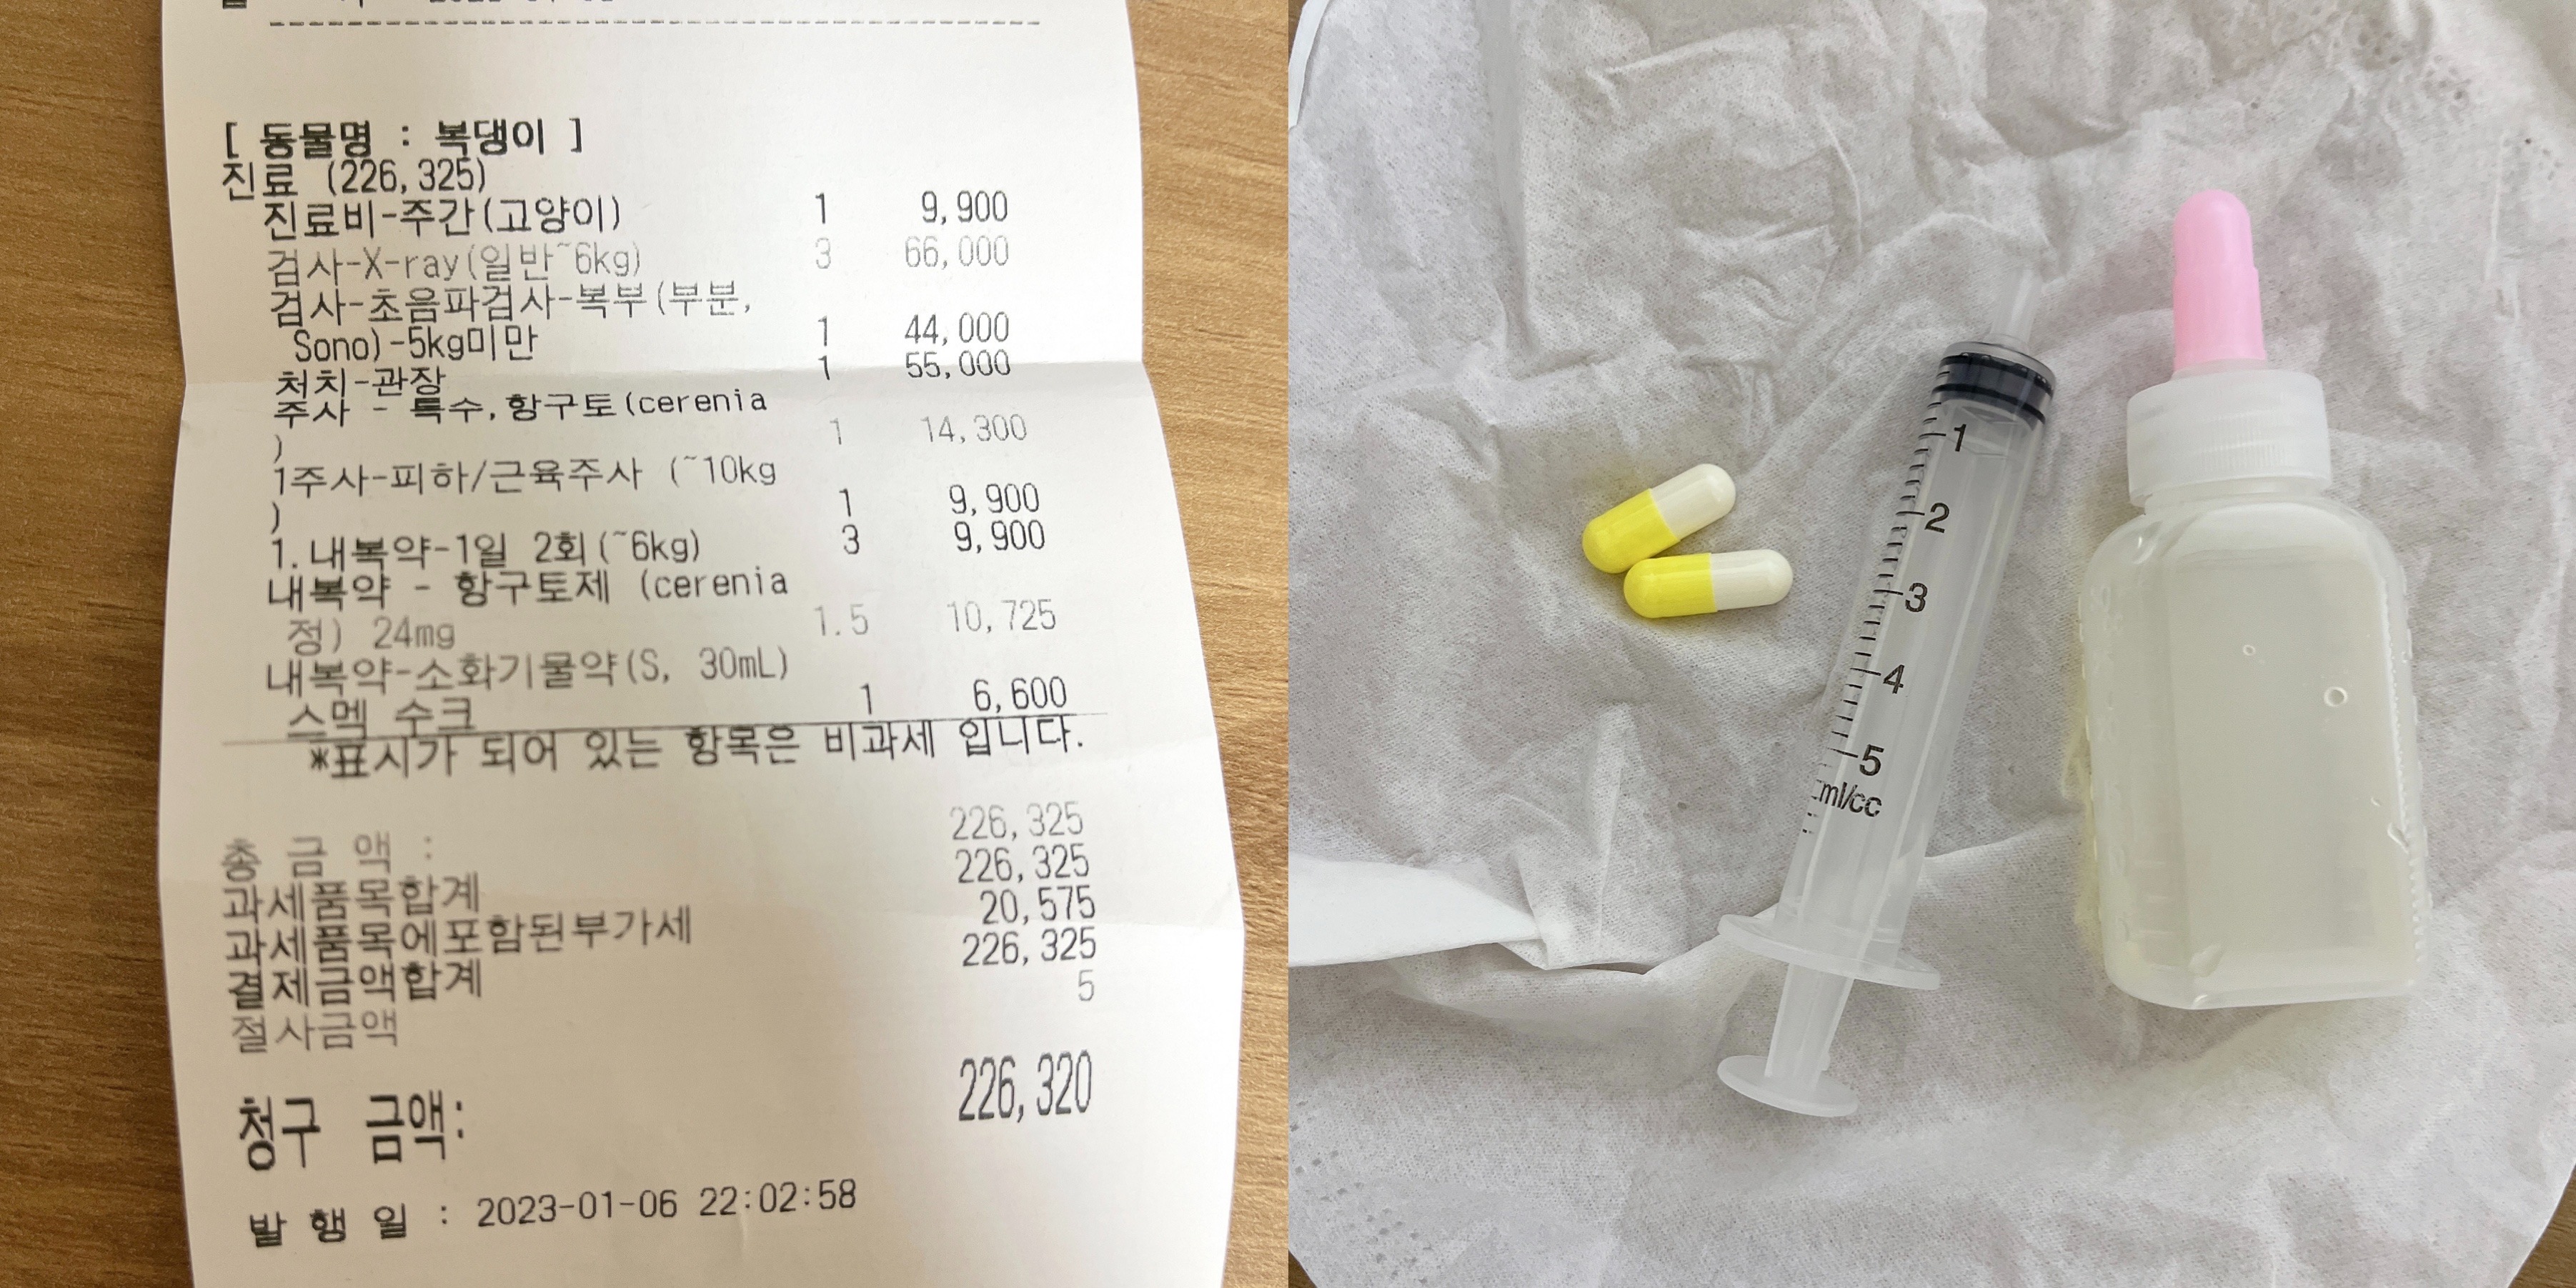 [ 동물명 : 복댕이 ]
진료 (226,325)
진료비-주간(고양이) 1 9,900
검사-X-ray(일반~6kg) 3 66,000
검사-초음파검사-복부(부분,
Sono)-5kg미만 1 44,000
처치-관장 1 55,000
주사 - 특수,항구토(cerenia
) 1 14,300
1주사-피하/근육주사 (~10kg
) 1 9,900
1.내복약-1일 2회(~6kg) 3 9,900
내복약 - 항구토제 (cerenia
정) 24mg 1.5 10,725
내복약-소화기물약(S, 30mL)
스멕 수크 1 6,600
*표시가 되어 있는 항목은 비과세 입니다.
총 금 액 : 226,325
과세품목합계 226,325
과세품목에포함된부가세 20,575
결제금액합계 226,325
절사금액 5
청구 금액: 226,320
발 행 일 : 2023-01-06 22:02:58
1
2
3
4
5
ml/cc